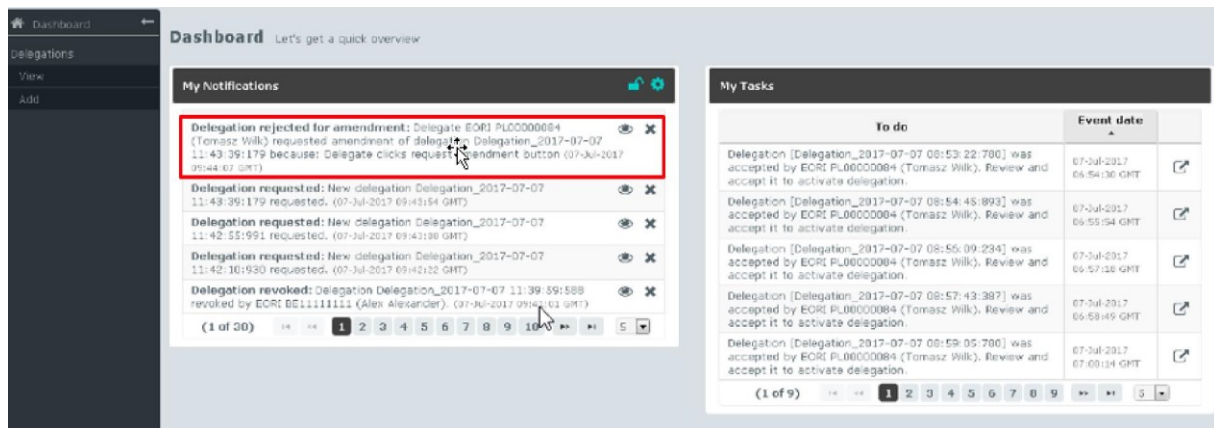 Dashboard
Delegations
View
Add
Dashboard Let's get a quick overview
My Notifications
Delegation rejected for amendment: Delegate EORI PL00000084
(Tomasz Wilk) requested amendment of delegation Delegation_2017-07-07
11:43:39:179 because: Delegate clicks request amendment button (07-Jul-2017
09:44:07 GMT)
Delegation requested: New delegation Delegation_2017-07-07
11:43:39:179 requested. (07-Jul-2017 09:43:54 GMT)
Delegation requested: New delegation Delegation_2017-07-07
11:42:55:991 requested. (07-Jul-2017 GMT)
Delegation requested: New delegation Delegation_2017-07-07
11:42:10:930 requested. (07-Jul-2017 09:42:22 GMT)
Delegation revoked: Delegation Delegation_2017-07-07 11:39:59:588
revoked by EORI BE11111111 (Alex Alexander). (07-Jul-2017 GMT)
(1 of 30) 1 2 3 4 5 6 7 8 9 10 5
My Tasks
To do Event date
Delegation [Delegation_2017-07-07 08:53:22:780] was
accepted by EORI PL00000084 (Tomasz Wilk). Review and
accept it to activate delegation.
07-Jul-2017
06:54:30 GMT
Delegation [Delegation_2017-07-07 08:54:45:893] was
accepted by EORI PL00000084 (Tomasz Wilk). Review and
accept it to activate delegation.
07-Jul-2017
06:55:54 GMT
Delegation [Delegation_2017-07-07 08:55:09:234] was
accepted by EORI PL00000084 (Tomasz Wilk). Review and
accept it to activate delegation.
07-Jul-2017
06:57:18 GMT
Delegation [Delegation_2017-07-07 08:57:43:387] was
accepted by EORI PL00000084 (Tomasz Wilk). Review and
accept it to activate delegation.
07-Jul-2017
06:58:49 GMT
Delegation [Delegation_2017-07-07 08:59:05:780] was
accepted by EORI PL00000084 (Tomasz Wilk). Review and
accept it to activate delegation.
07-Jul-2017
07:00:14 GMT
(1 of 9) 1 2 3 4 5 6 7 8 9 5